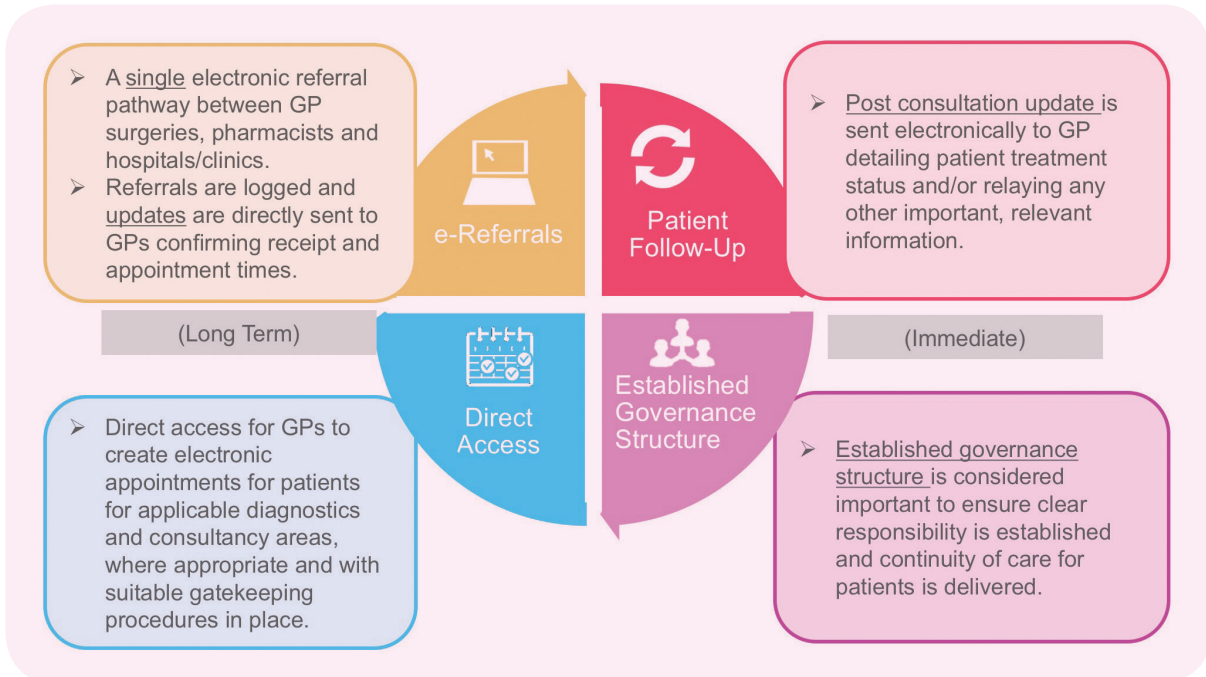 ➢ A single electronic referral
pathway between GP
surgeries, pharmacists and
hospitals/clinics.
➢ Referrals are logged and
updates are directly sent to
GPs confirming receipt and
appointment times.
e-Referrals
Patient
Follow-Up
➢ Post consultation update is
sent electronically to GP
detailing patient treatment
status and/or relaying any
other important, relevant
information.
(Long Term)
(Immediate)
➢ Direct access for GPs to
create electronic
appointments for patients
for applicable diagnostics
and consultancy areas,
where appropriate and with
suitable gatekeeping
procedures in place.
Direct
Access
Established
Governance
Structure
➢ Established governance
structure is considered
important to ensure clear
responsibility is established
and continuity of care for
patients is delivered.